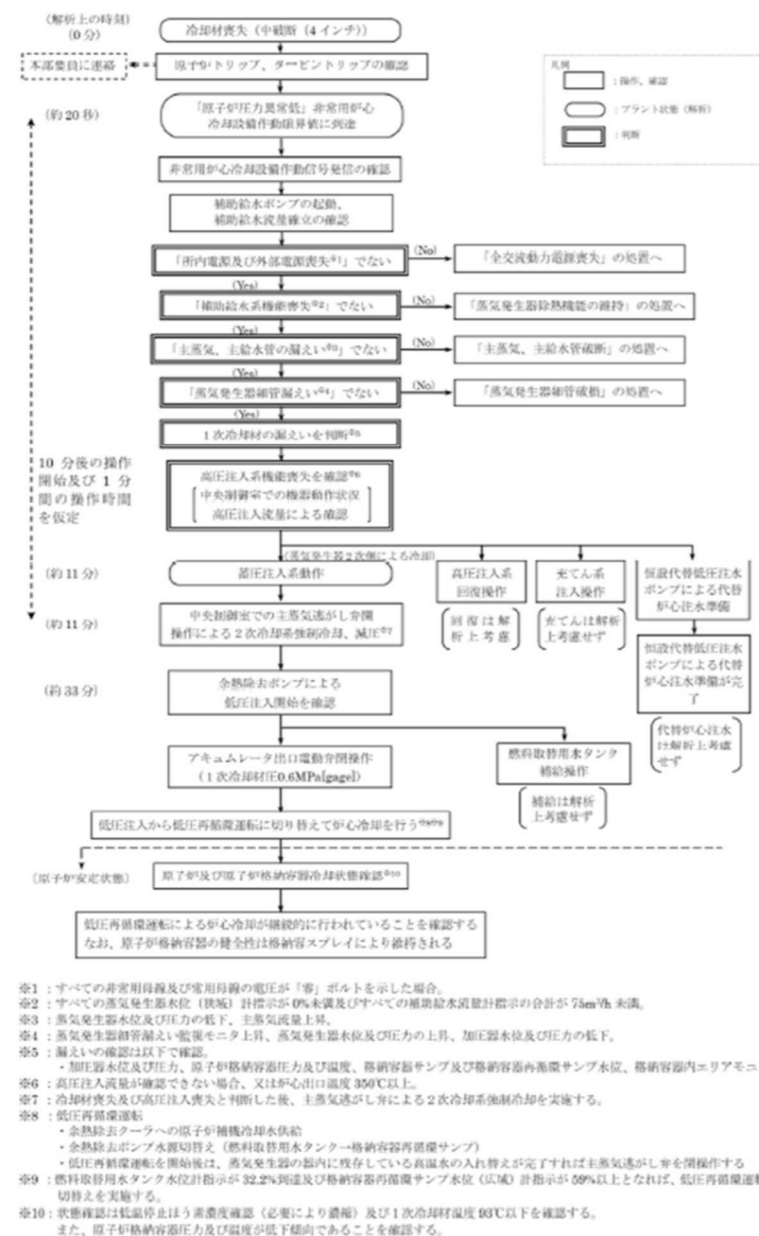 (解析上の時刻)
(0 分)
冷却材喪失（中破断（4 インチ））
本部要員に連絡
原子炉トリップ、タービントリップの確認
凡例
：操作、確認
：プラント状態（解析）
：判断
(約 20 秒)
「原子炉圧力異常低」非常用炉心
冷却設備作動限界値に到達
非常用炉心冷却設備作動信号発信の確認
補助給水ポンプの起動、
補助給水流量確立の確認
「所内電源及び外部電源喪失※1」でない
(No)
「全交流動力電源喪失」の処置へ
(Yes)
「補助給水系機能喪失※2」でない
(No)
「蒸気発生器除熱機能の維持」の処置へ
(Yes)
「主蒸気、主給水管の漏えい※3」でない
(No)
「主蒸気、主給水管破断」の処置へ
(Yes)
「蒸気発生器細管漏えい※4」でない
(No)
「蒸気発生器細管破損」の処置へ
(Yes)
1 次冷却材の漏えいを判断※5
10 分後の操作
開始及び 1 分
間の操作時間
を仮定
高圧注入系機能喪失を確認※6
中央制御室での機器動作状況
高圧注入流量による確認
(蒸気発生器 2 次側による冷却)
(約 11 分)
蓄圧注入系動作
高圧注入系
回復操作
回復は解
析上考慮
充てん系
注入操作
充てんは解析
上考慮せず
恒設代替低圧注水
ポンプによる代替
炉心注水準備
(約 11 分)
中央制御室での主蒸気逃がし弁開
操作による 2 次冷却系強制冷却、減圧※7
恒設代替低圧注水
ポンプによる代替
炉心注水準備が完
了
代替炉心注水
は解析上考慮
せず
(約 33 分)
余熱除去ポンプによる
低圧注入開始を確認
アキュムレータ出口電動弁閉操作
(1 次冷却材圧0.6MPa[gage])
燃料取替用水タンク
補給操作
補給は解析
上考慮せず
低圧注入から低圧再循環運転に切り替えて炉心冷却を行う※8※9
〔原子炉安定状態〕
原子炉及び原子炉格納容器冷却状態確認※10
低圧再循環運転による炉心冷却が継続的に行われていることを確認する
なお、原子炉格納容器の健全性は格納容スプレイにより維持される
※1：すべての非常用母線及び常用母線の電圧が「零」ボルトを示した場合。
※2：すべての蒸気発生器水位（狭域）計指示が 0%未満及びすべての補助給水流量計指示の合計が 75m³/h 未満。
※3：蒸気発生器水位及び圧力の低下、主蒸気流量上昇、
※4：蒸気発生器細管漏えい監視モニタ上昇、蒸気発生器水位及び圧力の上昇、加圧器水位及び圧力の低下。
※5：漏えいの確認は以下で確認。
・加圧器水位及び圧力、原子炉格納容器圧力及び温度、格納容器サンプ及び格納容器再循環サンプ水位、格納容器内エリアモニ
※6：高圧注入流量が確認できない場合、又は炉心出口温度 350℃以上。
※7：冷却材喪失及び高圧注入喪失と判断した後、主蒸気逃がし弁による 2 次冷却系強制冷却を実施する。
※8：低圧再循環運転
・余熱除去クーラへの原子炉補機冷却水供給
・余熱除去ポンプ水源切替え（燃料取替用水タンク→格納容器再循環サンプ）
・低圧再循環運転を開始後は、蒸気発生器の器内に残存している高温水の入れ替えが完了すれば主蒸気逃がし弁を閉操作する
※9：燃料取替用水タンク水位計指示が 32.2%到達及び格納容器再循環サンプ水位（広域）計指示が 59%以上となれば、低圧再循環運転
切替えを実施する。
※10：状態確認は低温停止ほう素濃度確認（必要により濃縮）及び 1 次冷却材温度 93℃以下を確認する。
また、原子炉格納容器圧力及び温度が低下傾向であることを確認する。